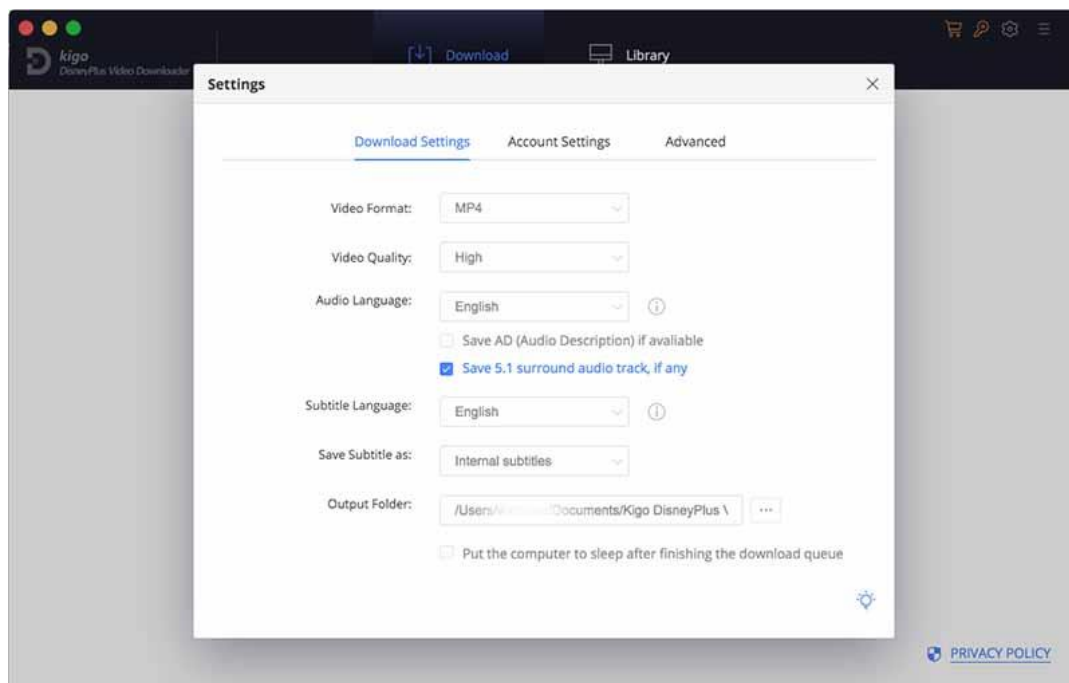 kigo
DisneyPlus Video Downloader
Download
Library
Settings
Download Settings
Account Settings
Advanced
Video Format:
MP4
Video Quality:
High
Audio Language:
English
Save AD (Audio Description) if avaliable
Save 5.1 surround audio track, if any
Subtitle Language:
English
Save Subtitle as:
Internal subtitles
Output Folder:
/Users/ Documents/Kigo DisneyPlus \
...
Put the computer to sleep after finishing the download queue
PRIVACY POLICY